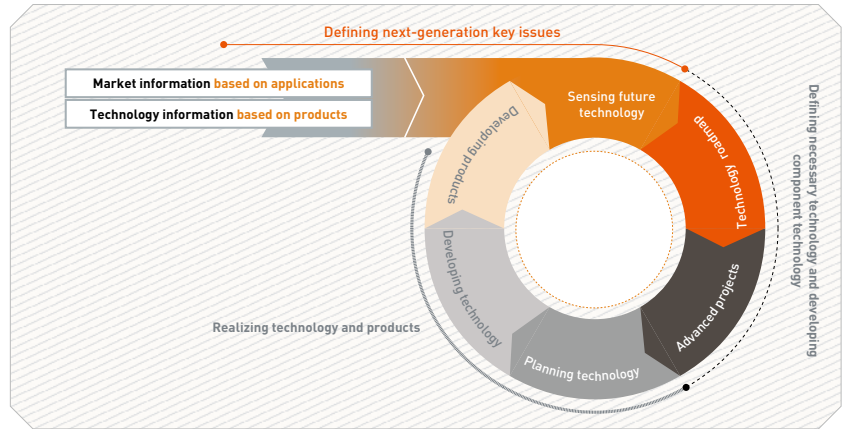 Defining next-generation key issues
Market information based on applications
Technology information based on products
Sensing future
technology
Technology roadmap
Advanced projects
Planning technology
Developing technology
Developing products
Defining necessary technology and developing
component technology
Realizing technology and products